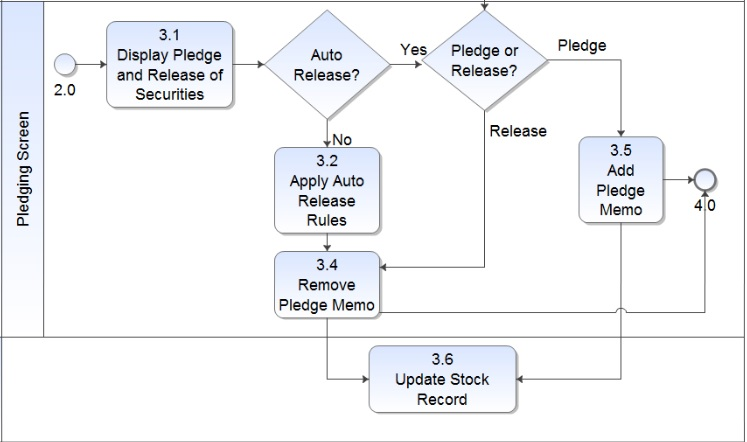 Pledging Screen
2.0
3.1
Display Pledge
and Release of
Securities
Auto
Release?
Yes
Pledge or
Release?
Pledge
No
Release
3.2
Apply Auto
Release
Rules
3.5
Add
Pledge
Memo
4.0
3.4
Remove
Pledge Memo
3.6
Update Stock
Record